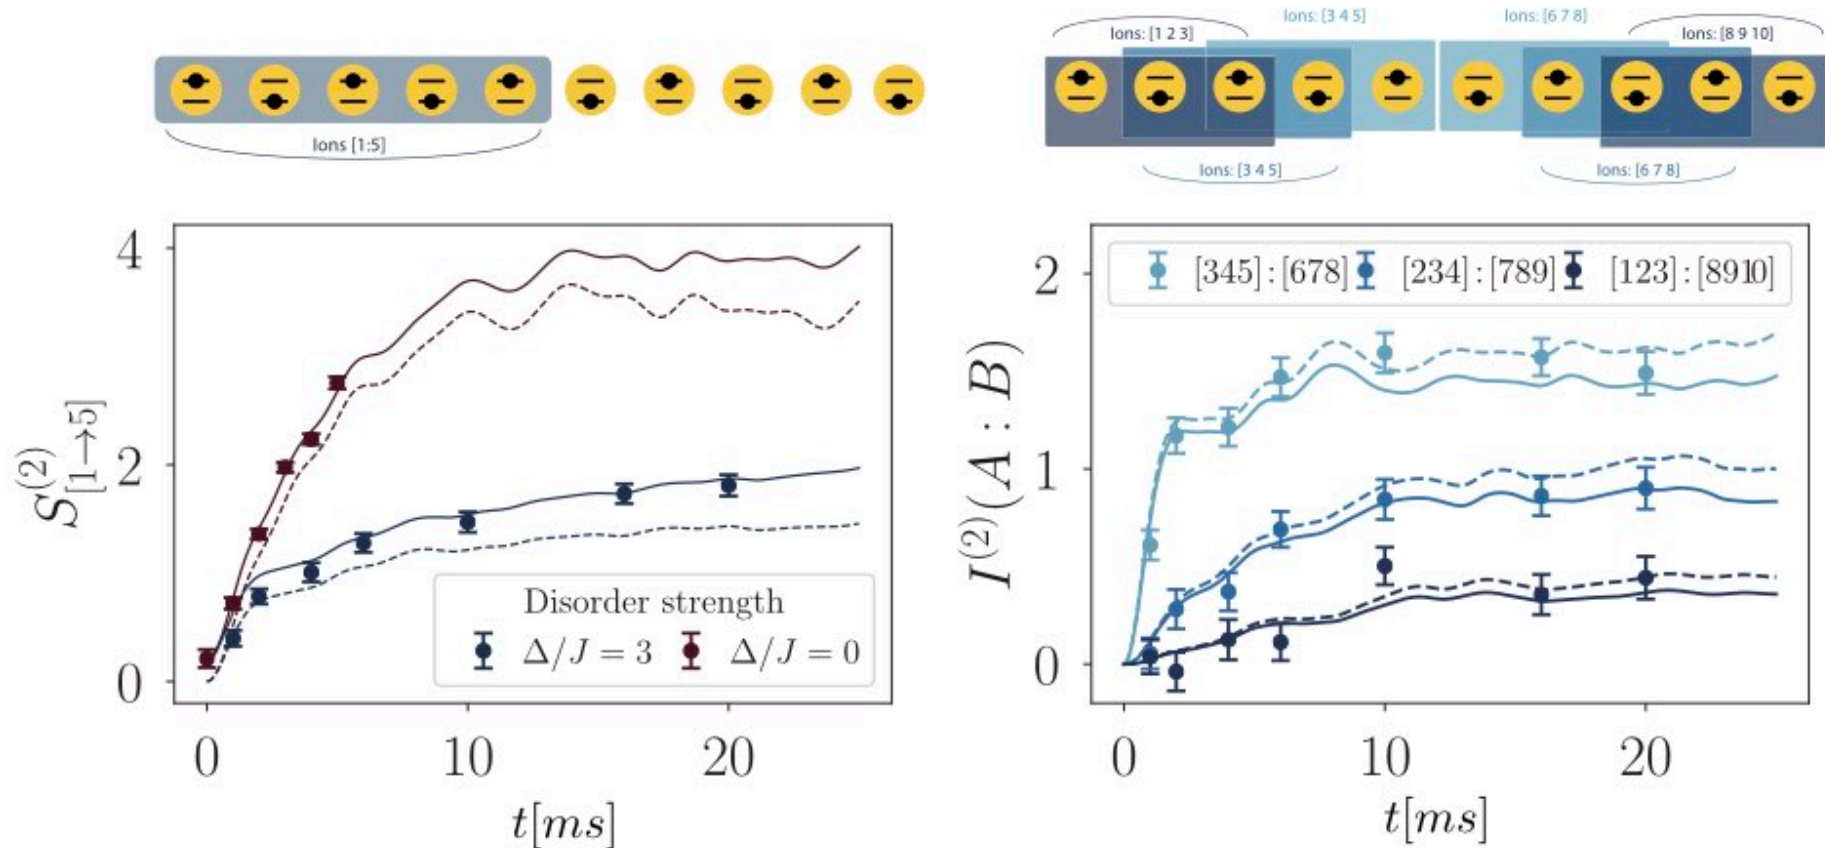 Ions [1:5]
Ions: [3 4 5]
Ions: [6 7 8]
Ions: [1 2 3]
Ions: [8 9 10]
Ions: [3 4 5]
Ions: [6 7 8]
4
2
0
S^{(2)}_{[1→5]}
Disorder strength
Δ/J = 3
Δ/J = 0
0
10
20
t[ms]
2
1
0
I^{(2)}(A : B)
[345] : [678]
[234] : [789]
[123] : [8910]
0
10
20
t[ms]